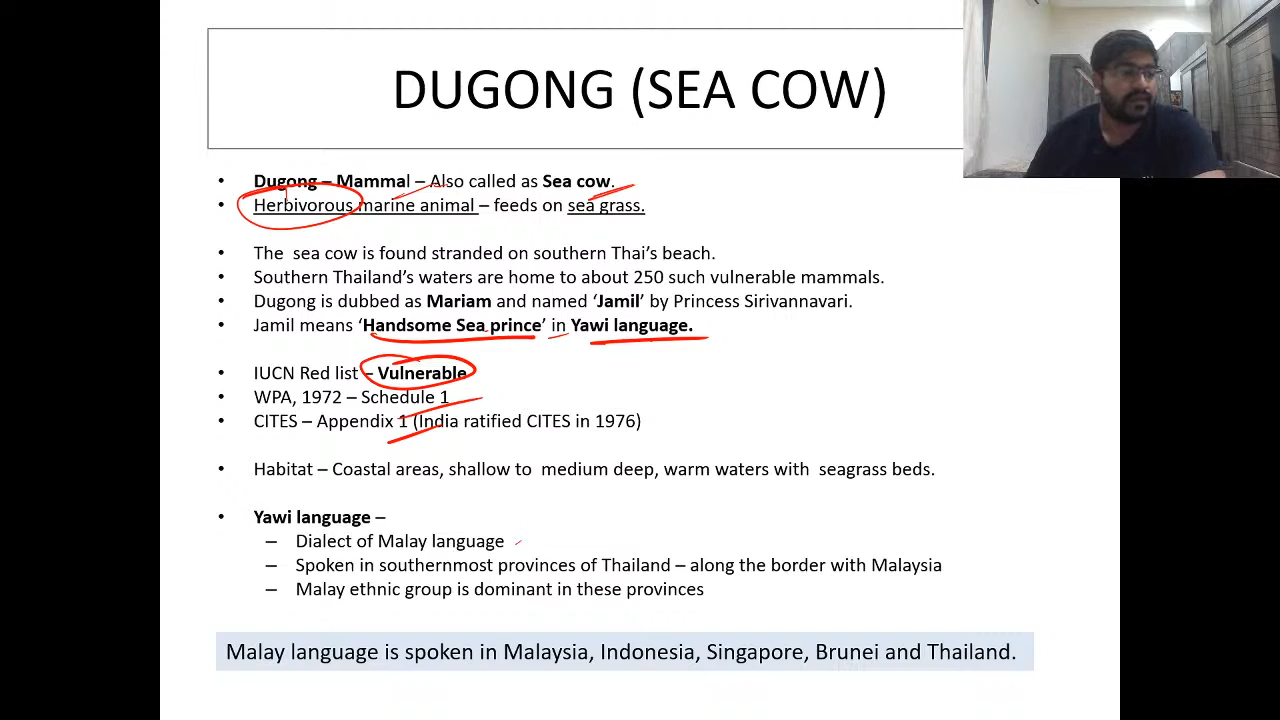 DUGONG (SEA COW)
• Dugong – Mammal – Also called as Sea cow.
• Herbivorous marine animal – feeds on sea grass.
• The sea cow is found stranded on southern Thai's beach.
• Southern Thailand's waters are home to about 250 such vulnerable mammals.
• Dugong is dubbed as Mariam and named 'Jamil' by Princess Sirivannavari.
• Jamil means 'Handsome Sea prince' in Yawi language.
• IUCN Red list – Vulnerable
• WPA, 1972 – Schedule 1
• CITES – Appendix 1 (India ratified CITES in 1976)
• Habitat – Coastal areas, shallow to medium deep, warm waters with seagrass beds.
• Yawi language –
– Dialect of Malay language
– Spoken in southernmost provinces of Thailand – along the border with Malaysia
– Malay ethnic group is dominant in these provinces
Malay language is spoken in Malaysia, Indonesia, Singapore, Brunei and Thailand.